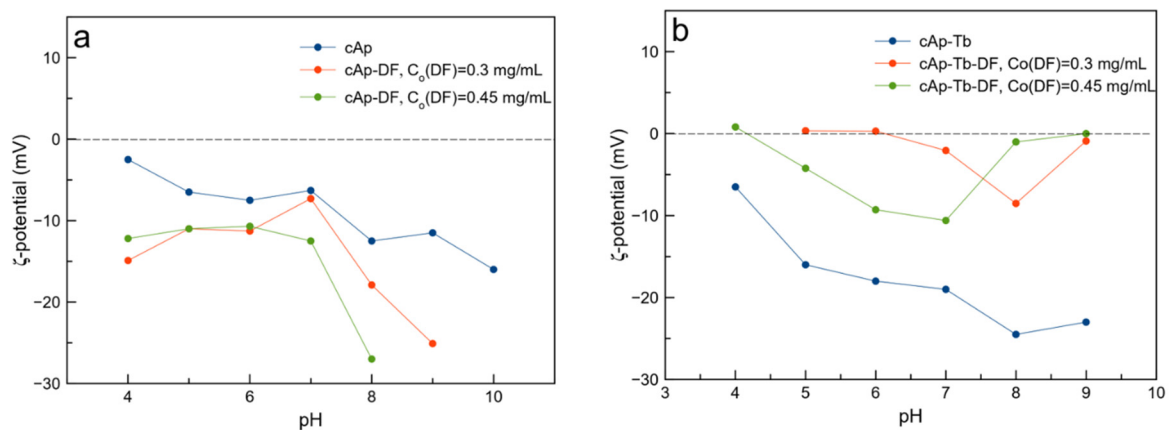 a
cAp
cAp-DF, Co(DF)=0.3 mg/mL
cAp-DF, Co(DF)=0.45 mg/mL
10
0
−10
−20
−30
ζ-potential (mV)
4 5 6 7 8 9 10
pH
b
cAp-Tb
cAp-Tb-DF, Co(DF)=0.3 mg/mL
cAp-Tb-DF, Co(DF)=0.45 mg/mL
10
0
−10
−20
−30
ζ-potential (mV)
3 4 5 6 7 8 9 10
pH